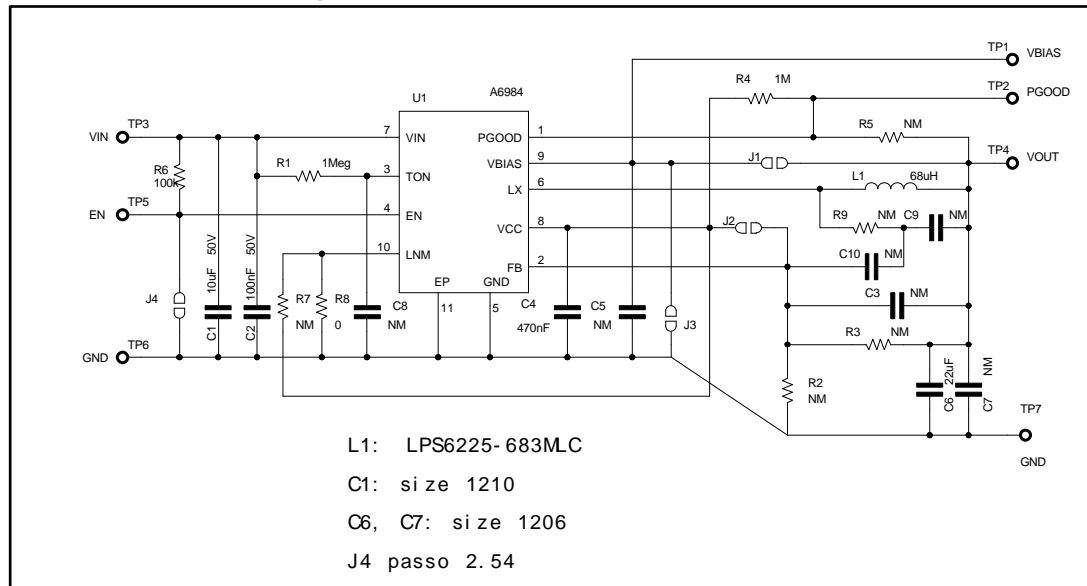 TP1
VBIAS
R4 1M
TP2
PGOOD
U1 A6984
TP3
VIN
7 VIN
PGOOD 1
R5 NM
R6
100k
R1 1Meg
3 TON
VBIAS 9
J1
TP4
VOUT
LX 6
L1 68uH
TP5
EN
4 EN
VCC 8
J2
R9 NM
C9 NM
10 LNM
FB 2
C10 NM
J4
C1 10uF 50V
C2 100nF 50V
R7
NM
R8
0
C8
NM
EP
11
GND
5
C4
470nF
C5
NM
J3
C3 NM
R3 NM
TP6
GND
R2
NM
C6 22uF
C7 NM
TP7
GND
L1: LPS6225-683MLC
C1: size 1210
C6, C7: size 1206
J4 passo 2.54